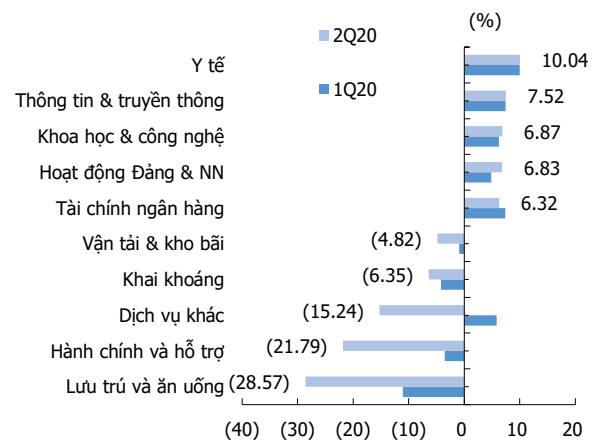 (%)
2Q20
1Q20
Y tế 10.04
Thông tin & truyền thông 7.52
Khoa học & công nghệ 6.87
Hoạt động Đảng & NN 6.83
Tài chính ngân hàng 6.32
Vận tải & kho bãi (4.82)
Khai khoáng (6.35)
Dịch vụ khác (15.24)
Hành chính và hỗ trợ (21.79)
Lưu trú và ăn uống (28.57)
(40) (30) (20) (10) 0 10 20